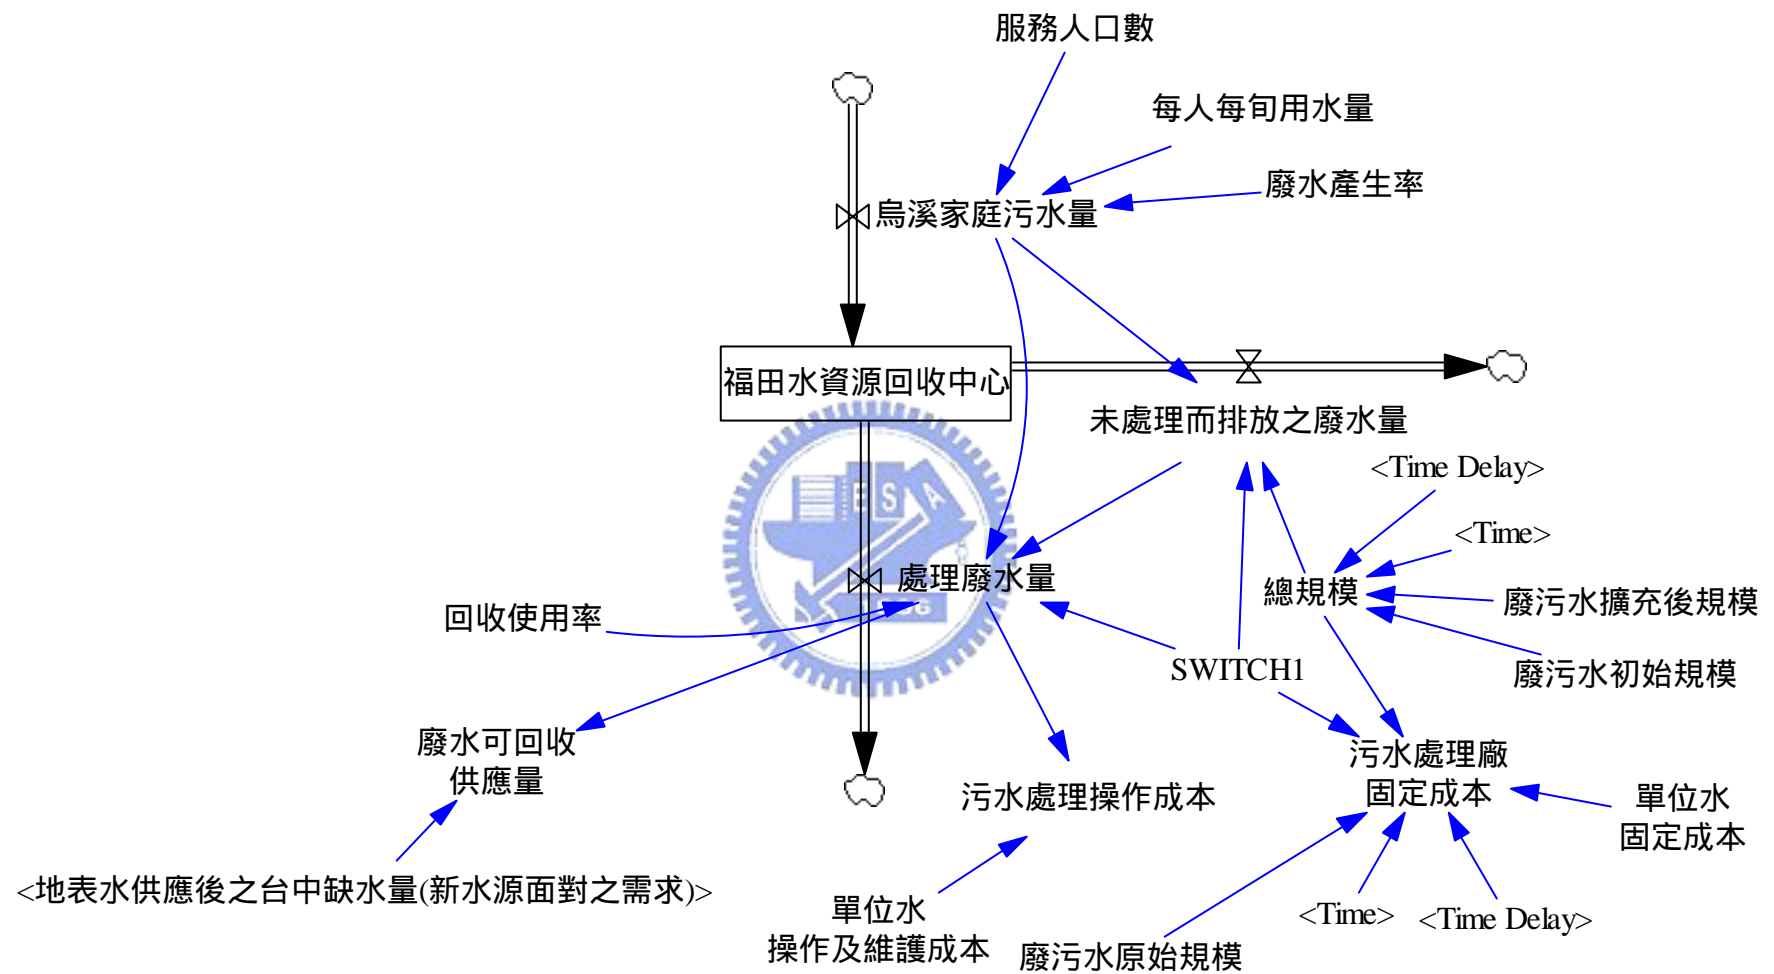 服務人口數
每人每旬用水量
廢水產生率
烏溪家庭污水量
福田水資源回收中心
未處理而排放之廢水量
<Time Delay>
<Time>
ESA
處理廢水量
總規模
廢污水擴充後規模
回收使用率
SWITCH1
廢污水初始規模
廢水可回收
供應量
污水處理廠
固定成本
污水處理操作成本
單位水
固定成本
<地表水供應後之台中缺水量(新水源面對之需求)>
單位水
操作及維護成本
廢污水原始規模
<Time>
<Time Delay>